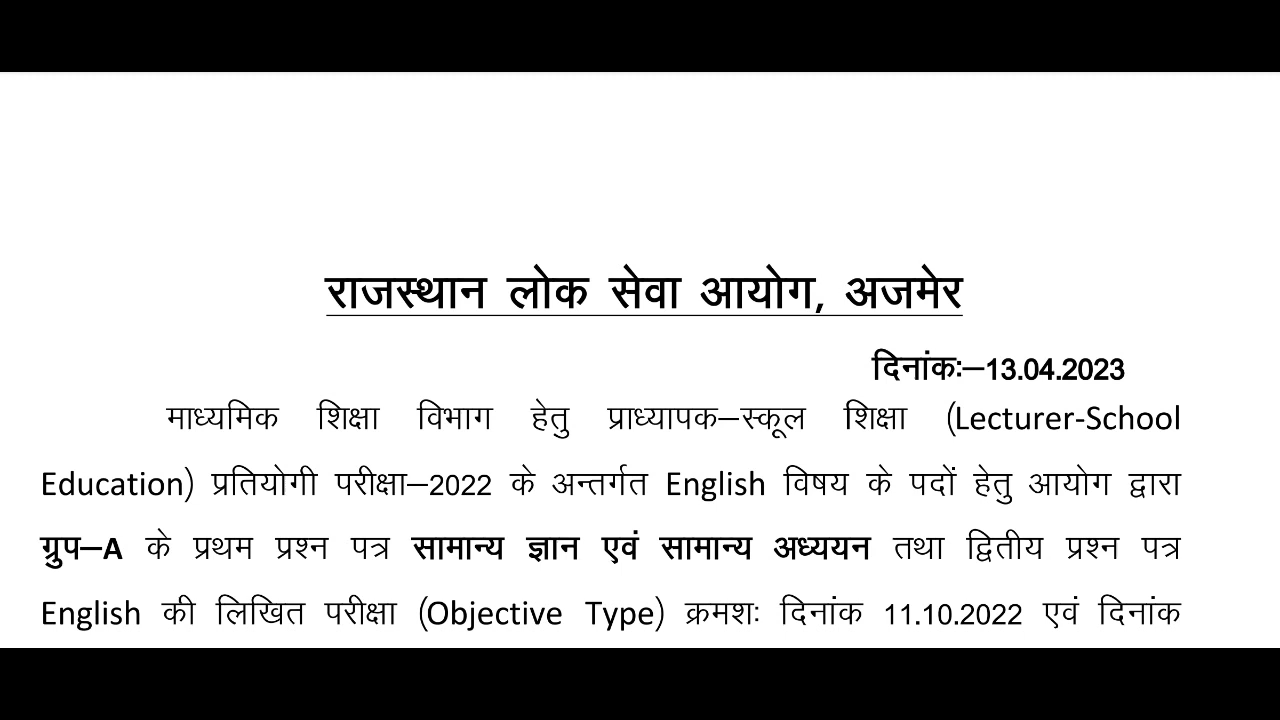 राजस्थान लोक सेवा आयोग, अजमेर
दिनांकः–13.04.2023
माध्यमिक शिक्षा विभाग हेतु प्राध्यापक–स्कूल शिक्षा (Lecturer-School
Education) प्रतियोगी परीक्षा–2022 के अन्तर्गत English विषय के पदों हेतु आयोग द्वारा
ग्रुप–A के प्रथम प्रश्न पत्र सामान्य ज्ञान एवं सामान्य अध्ययन तथा द्वितीय प्रश्न पत्र
English की लिखित परीक्षा (Objective Type) क्रमशः दिनांक 11.10.2022 एवं दिनांक